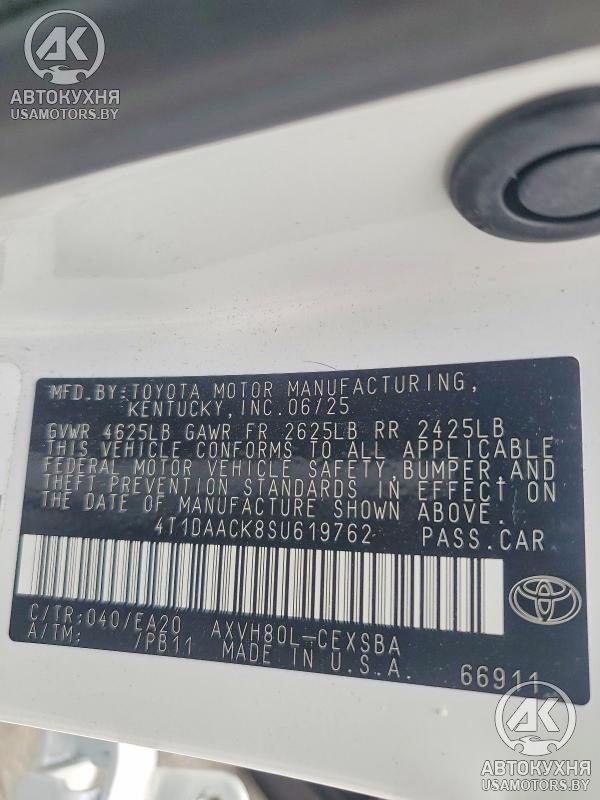 AK
АВТОКУХНЯ
USAMOTORS.BY
MFD.BY:TOYOTA MOTOR MANUFACTURING,
KENTUCKY,INC.06/25
GVWR 4625LB GAWR FR 2625LB RR 2425LB
THIS VEHICLE CONFORMS TO ALL APPLICABLE
FEDERAL MOTOR VEHICLE SAFETY,BUMPER,AND
THEFT PREVENTION STANDARDS IN EFFECT ON
THE DATE OF MANUFACTURE SHOWN ABOVE.
4T1DAACK8SU619762 PASS.CAR
C/TR:040/EA20 AXVH80L-CEXSBA
A/TM: /PB11 MADE IN U.S.A. 66911
AK
АВТОКУХНЯ
USAMOTORS.BY